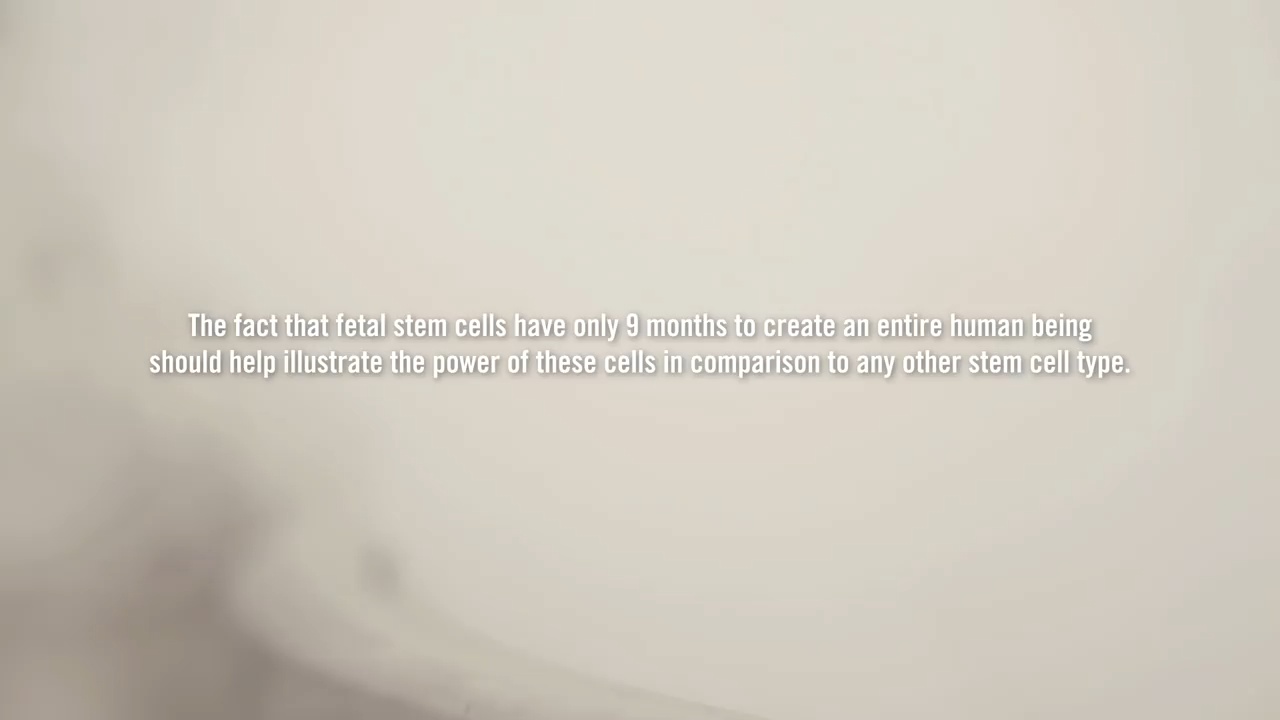 The fact that fetal stem cells have only 9 months to create an entire human being
should help illustrate the power of these cells in comparison to any other stem cell type.